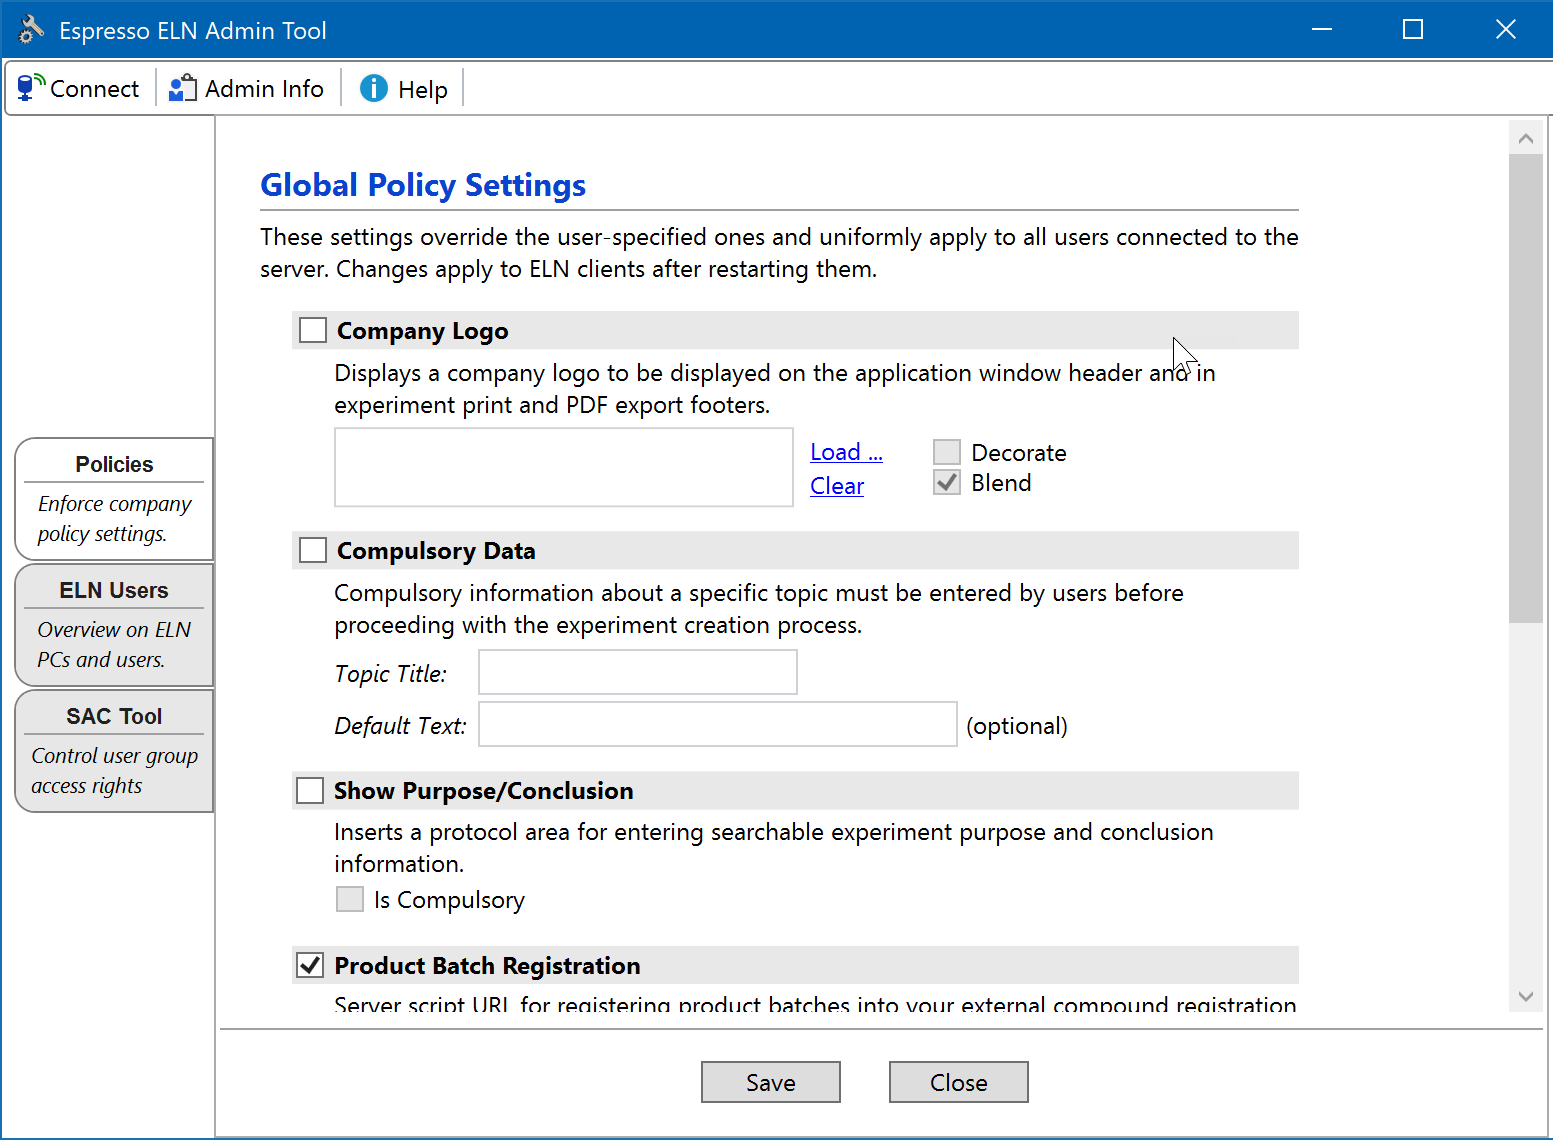 Espresso ELN Admin Tool
Connect
Admin Info
Help
Policies
Enforce company
policy settings.
ELN Users
Overview on ELN
PCs and users.
SAC Tool
Control user group
access rights
Global Policy Settings
These settings override the user-specified ones and uniformly apply to all users connected to the
server. Changes apply to ELN clients after restarting them.
Company Logo
Displays a company logo to be displayed on the application window header and in
experiment print and PDF export footers.
Load ...
Clear
Decorate
Blend
Compulsory Data
Compulsory information about a specific topic must be entered by users before
proceeding with the experiment creation process.
Topic Title:
Default Text:
(optional)
Show Purpose/Conclusion
Inserts a protocol area for entering searchable experiment purpose and conclusion
information.
Is Compulsory
Product Batch Registration
Server script URL for registering product batches into your external compound registration
Save
Close